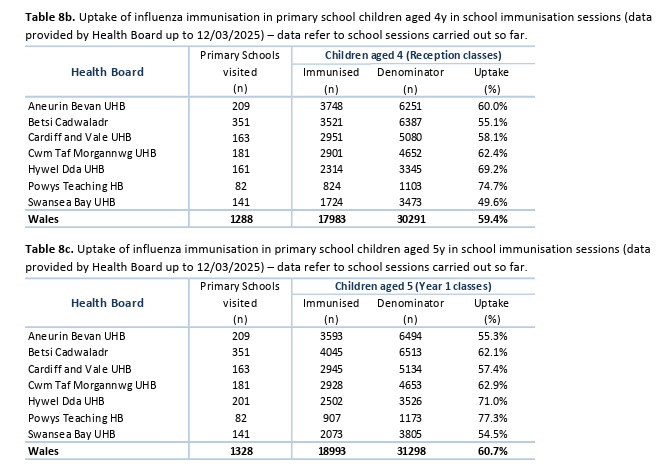 Table 8b. Uptake of influenza immunisation in primary school children aged 4y in school immunisation sessions (data
provided by Health Board up to 12/03/2025) – data refer to school sessions carried out so far.
Primary Schools Children aged 4 (Reception classes)
Health Board visited Immunised Denominator Uptake
(n) (n) (n) (%)
Aneurin Bevan UHB 209 3748 6251 60.0%
Betsi Cadwaladr 351 3521 6387 55.1%
Cardiff and Vale UHB 163 2951 5080 58.1%
Cwm Taf Morgannwg UHB 181 2901 4652 62.4%
Hywel Dda UHB 161 2314 3345 69.2%
Powys Teaching HB 82 824 1103 74.7%
Swansea Bay UHB 141 1724 3473 49.6%
Wales 1288 17983 30291 59.4%
Table 8c. Uptake of influenza immunisation in primary school children aged 5y in school immunisation sessions (data
provided by Health Board up to 12/03/2025) – data refer to school sessions carried out so far.
Primary Schools Children aged 5 (Year 1 classes)
Health Board visited Immunised Denominator Uptake
(n) (n) (n) (%)
Aneurin Bevan UHB 209 3593 6494 55.3%
Betsi Cadwaladr 351 4045 6513 62.1%
Cardiff and Vale UHB 163 2945 5134 57.4%
Cwm Taf Morgannwg UHB 181 2928 4653 62.9%
Hywel Dda UHB 201 2502 3526 71.0%
Powys Teaching HB 82 907 1173 77.3%
Swansea Bay UHB 141 2073 3805 54.5%
Wales 1328 18993 31298 60.7%